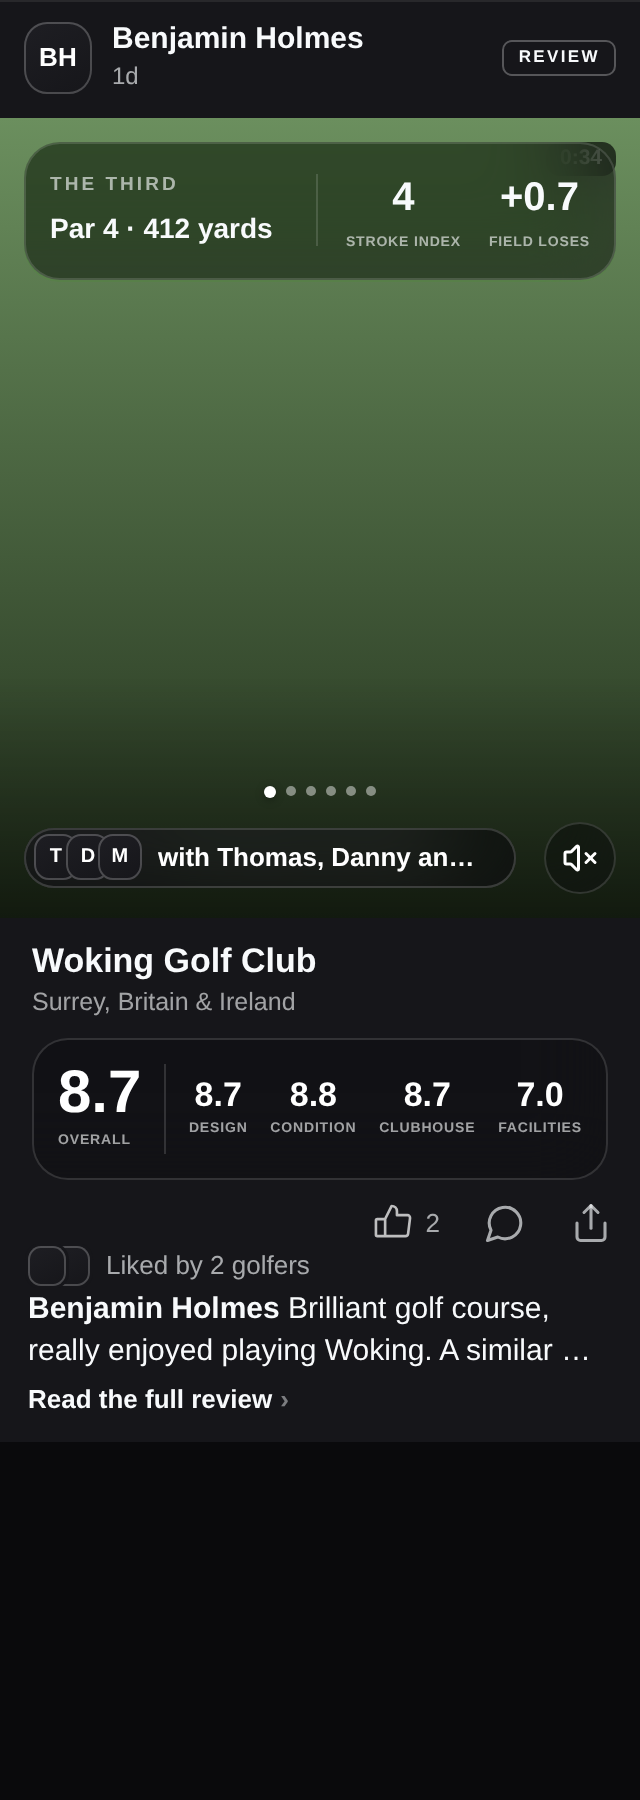 BH
Benjamin Holmes
1d
REVIEW
0:34
THE THIRD
Par 4 · 412 yards
4
STROKE INDEX
+0.7
FIELD LOSES
T D M with Thomas, Danny an…
Woking Golf Club
Surrey, Britain & Ireland
8.7
OVERALL
8.7
DESIGN
8.8
CONDITION
8.7
CLUBHOUSE
7.0
FACILITIES
2
Liked by 2 golfers
Benjamin Holmes Brilliant golf course,
really enjoyed playing Woking. A similar …
Read the full review ›